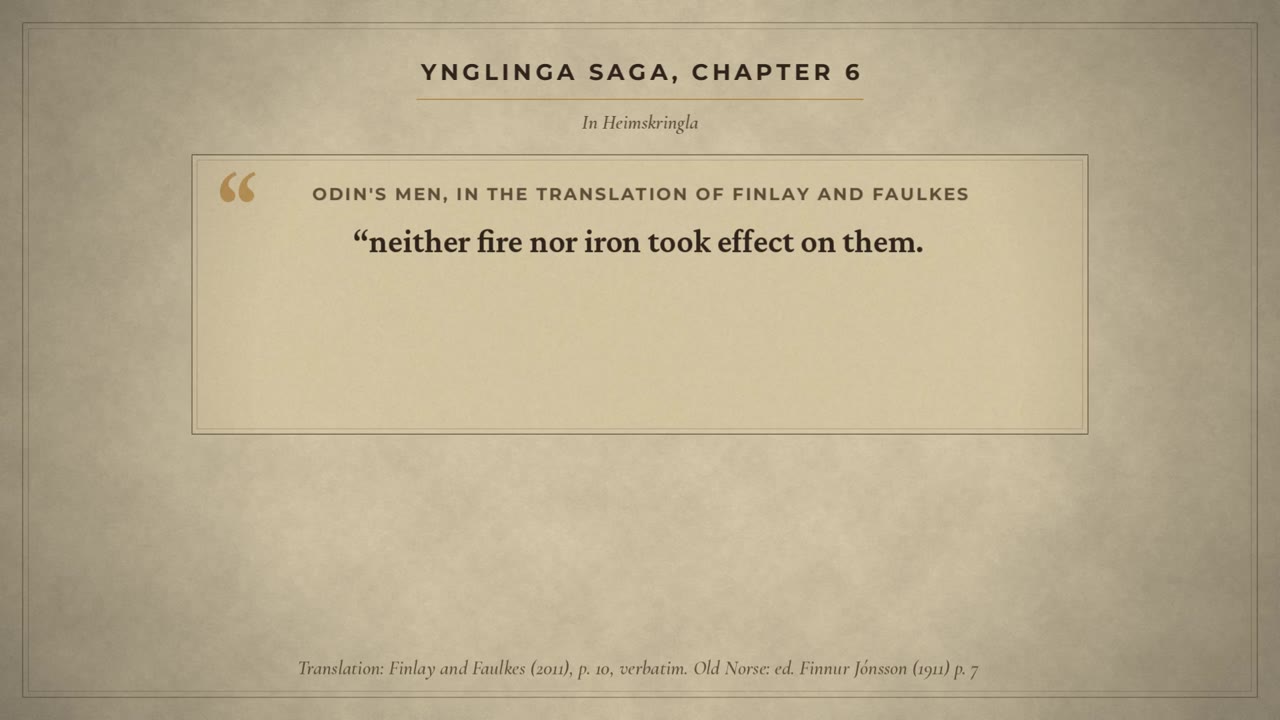 YNGLINGA SAGA, CHAPTER 6
In Heimskringla
“
ODIN'S MEN, IN THE TRANSLATION OF FINLAY AND FAULKES
“neither fire nor iron took effect on them.
Translation: Finlay and Faulkes (2011), p. 10, verbatim. Old Norse: ed. Finnur Jónsson (1911) p. 7